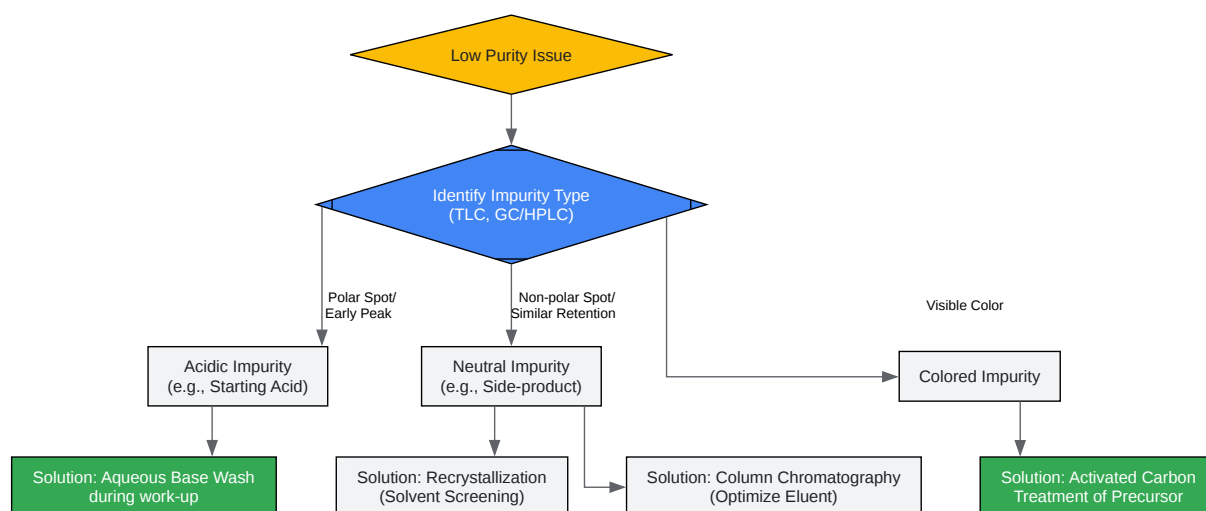 Low Purity Issue
Identify Impurity Type
(TLC, GC/HPLC)
Polar Spot/
Early Peak
Non-polar Spot/
Similar Retention
Visible Color
Acidic Impurity
(e.g., Starting Acid)
Neutral Impurity
(e.g., Side-product)
Colored Impurity
Solution: Aqueous Base Wash
during work-up
Solution: Recrystallization
(Solvent Screening)
Solution: Column Chromatography
(Optimize Eluent)
Solution: Activated Carbon
Treatment of Precursor